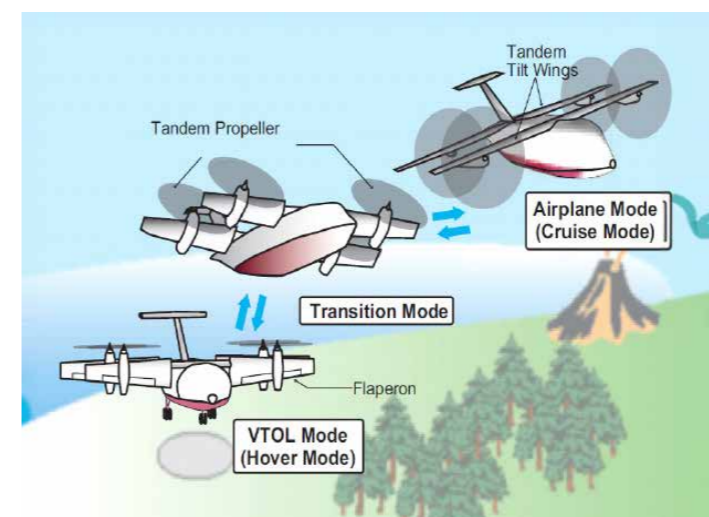 Tandem
Tilt Wings
Tandem Propeller
Airplane Mode
(Cruise Mode)
Transition Mode
Flaperon
VTOL Mode
(Hover Mode)